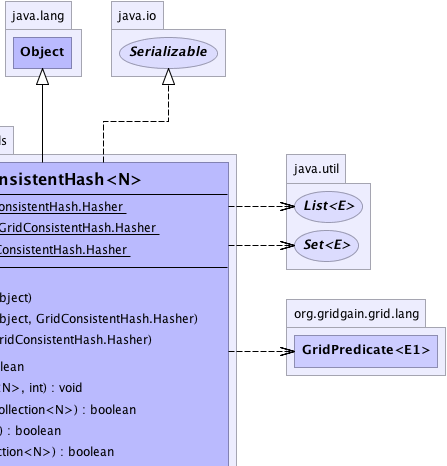 java.lang
java.io
Object
Serializable
ds
nsistentHash<N>
onsistentHash.Hasher
GridConsistentHash.Hasher
ConsistentHash.Hasher
bject)
bject, GridConsistentHash.Hasher)
ridConsistentHash.Hasher)
lean
<N>, int) : void
ollection<N>) : boolean
) : boolean
ction<N>) : boolean
java.util
List<E>
Set<E>
org.gridgain.grid.lang
GridPredicate<E1>